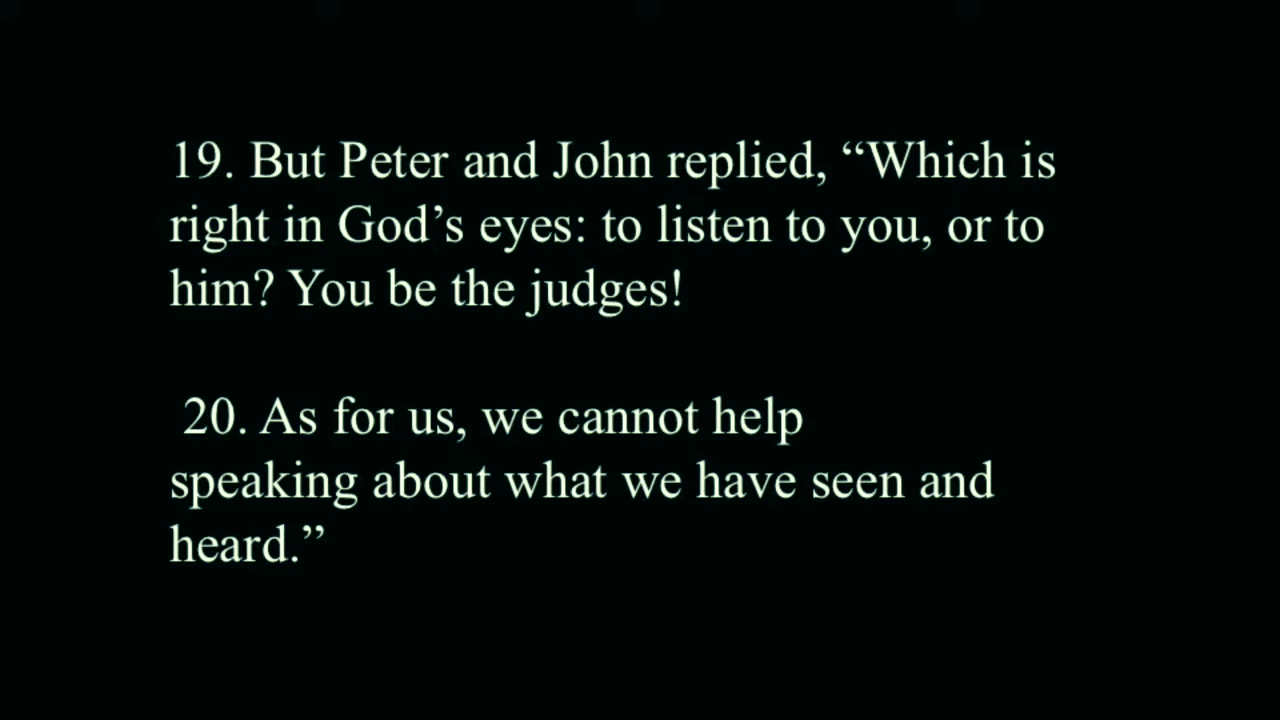 19. But Peter and John replied, “Which is
right in God’s eyes: to listen to you, or to
him? You be the judges!
20. As for us, we cannot help
speaking about what we have seen and
heard.”